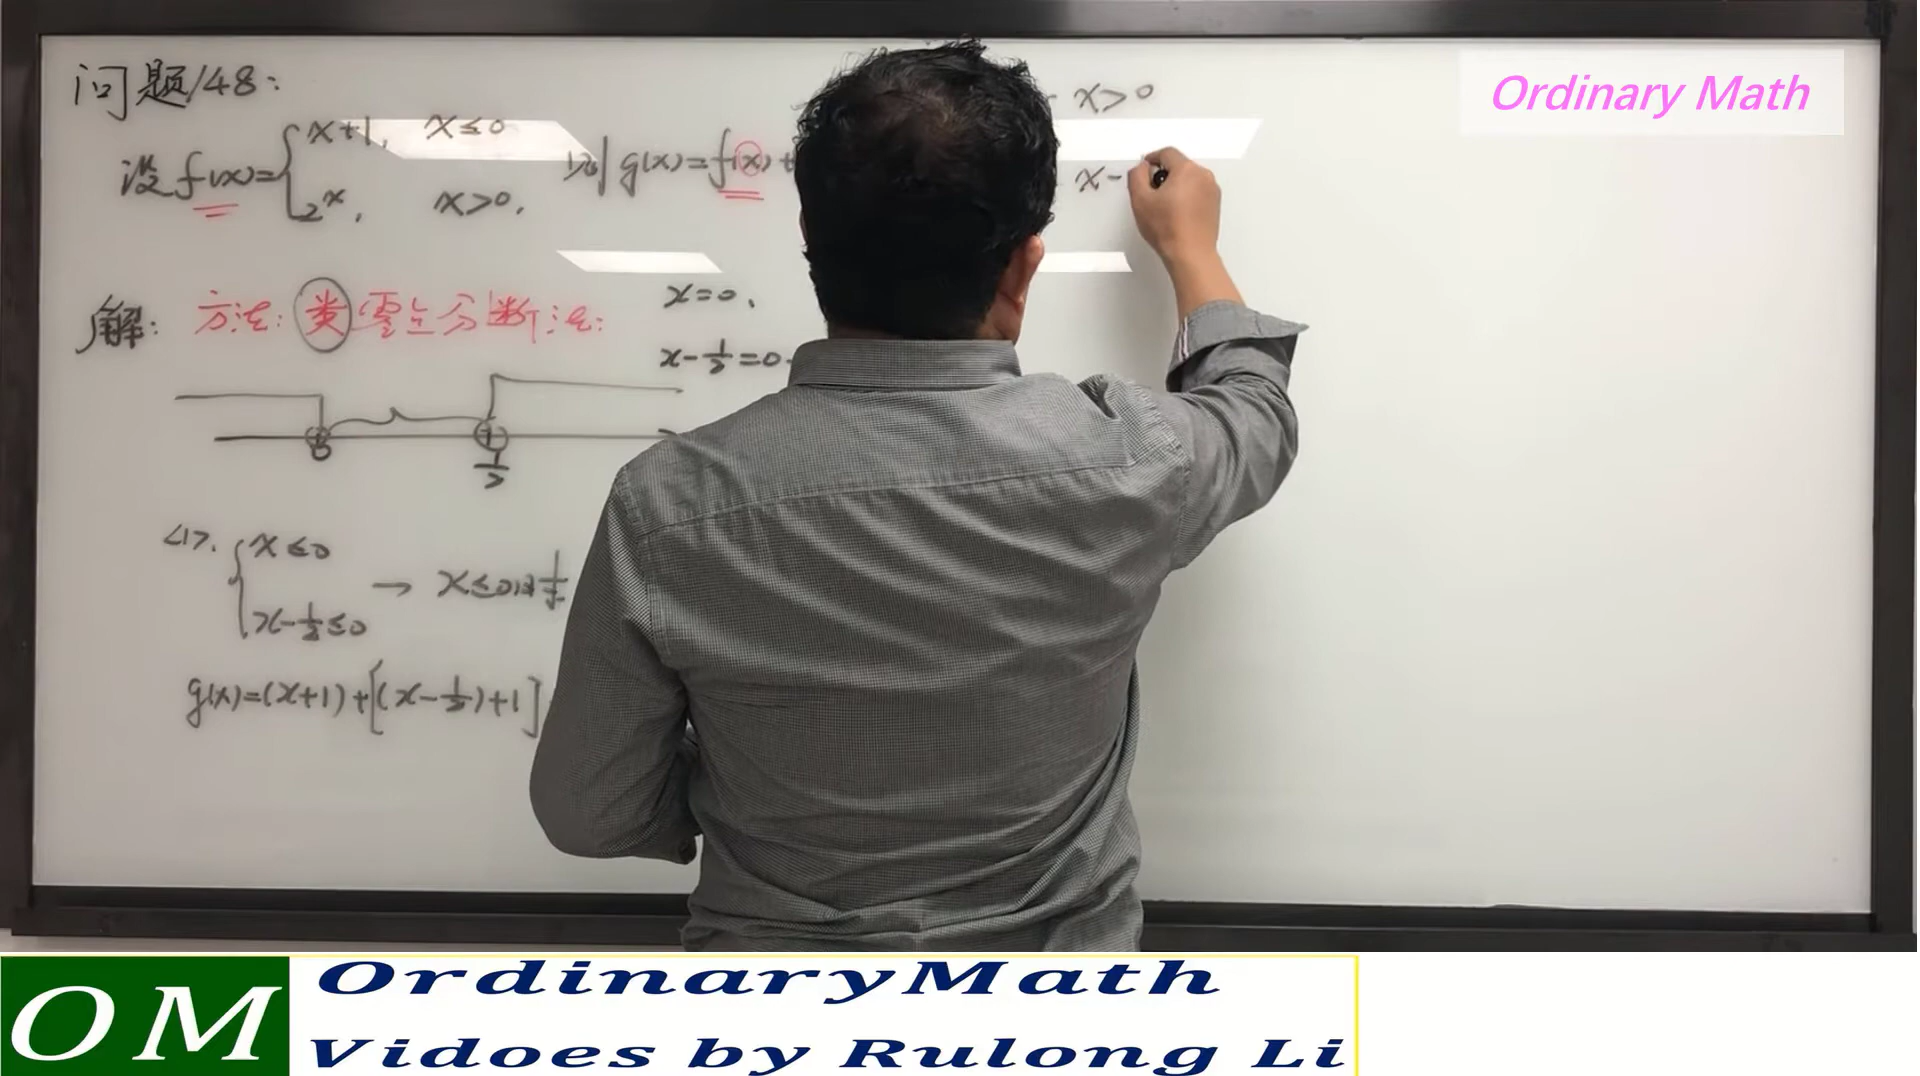 问题148:
设f(x)={x+1, x≤0
2^x, x>0.
则g(x)=f(x)+
x>0
x-
解: 方法: 类零点分断法:
x=0,
x-1/2=0
0
1/2
<1>. {x≤0
x-1/2≤0
→ x≤0
g(x)=(x+1)+[(x-1/2)+1]
Ordinary Math
OM
OrdinaryMath
Vidoes by Rulong Li